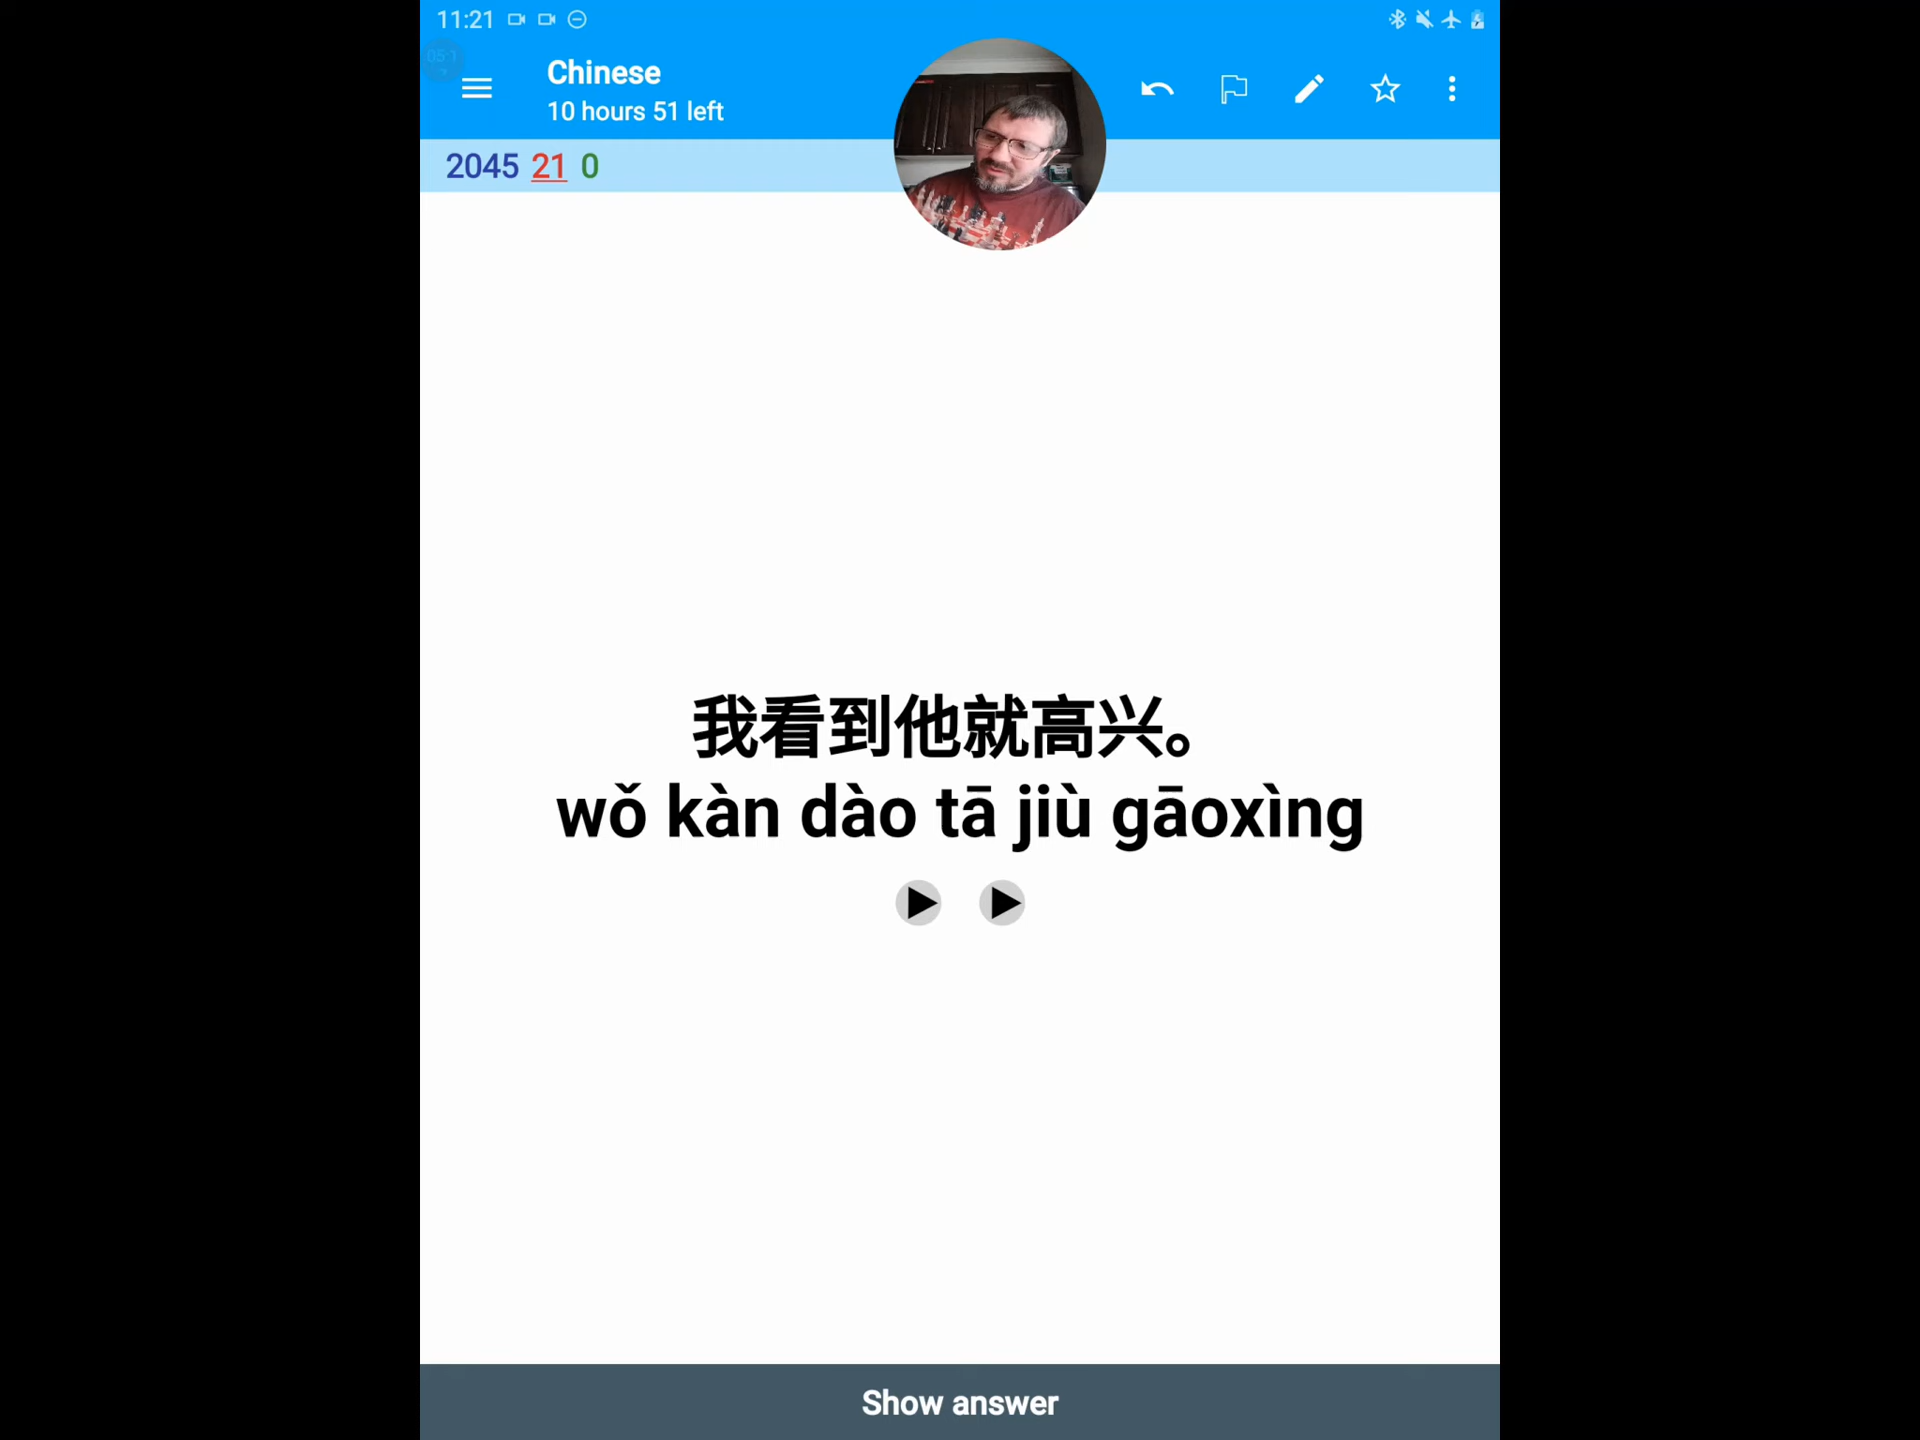 11:21
Chinese
10 hours 51 left
2045 21 0
我看到他就高兴。
wǒ kàn dào tā jiù gāoxìng
Show answer